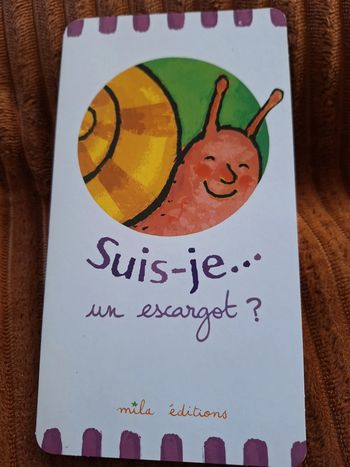 Suis-je...
un escargot ?
mila éditions